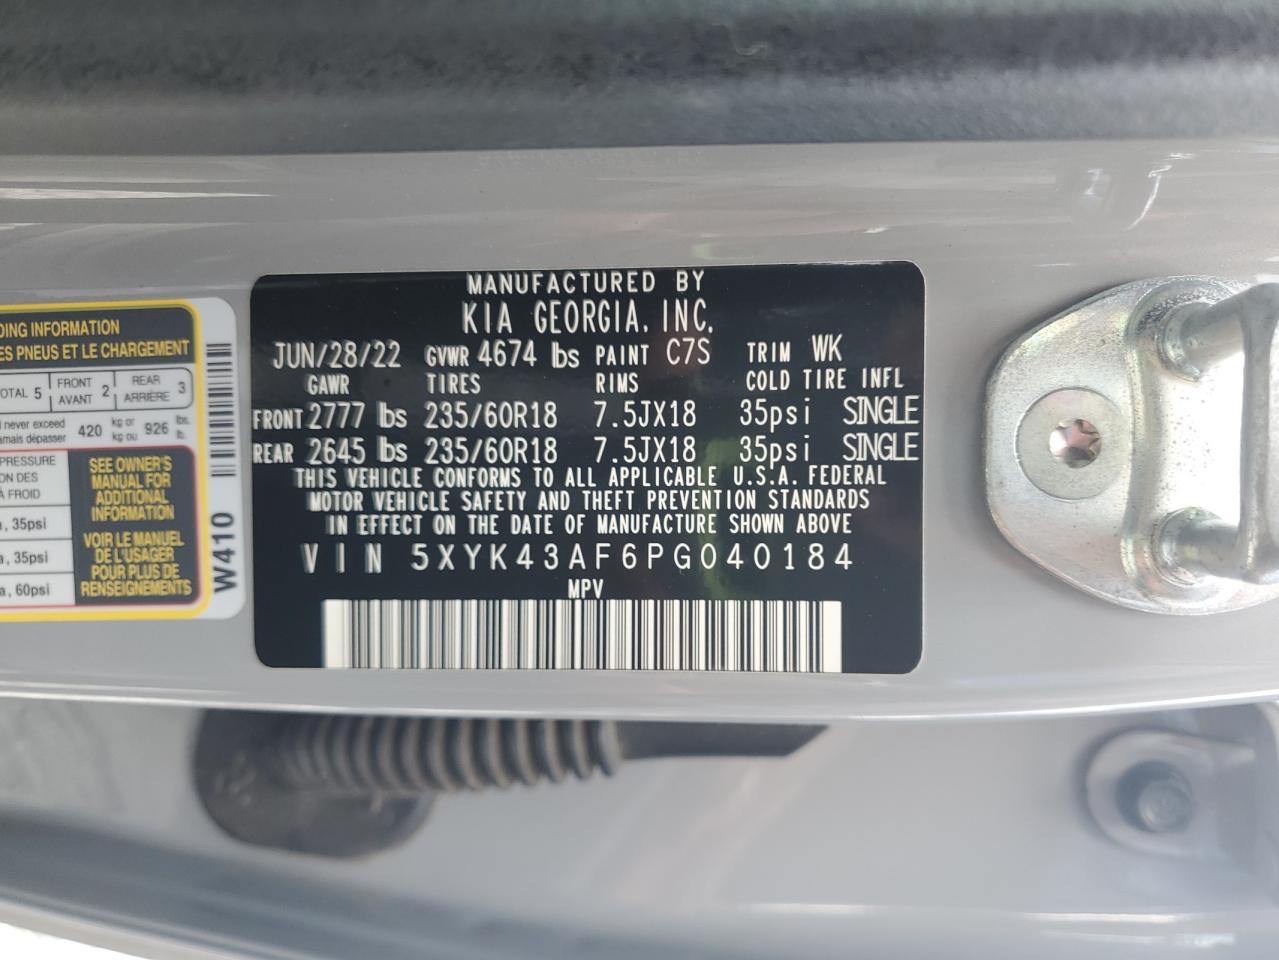 MANUFACTURED BY
KIA GEORGIA, INC.
JUN/28/22 GVWR 4674 lbs PAINT C7S TRIM WK
GAWR TIRES RIMS COLD TIRE INFL
FRONT 2777 lbs 235/60R18 7.5JX18 35psi SINGLE
REAR 2645 lbs 235/60R18 7.5JX18 35psi SINGLE
THIS VEHICLE CONFORMS TO ALL APPLICABLE U.S.A. FEDERAL
MOTOR VEHICLE SAFETY AND THEFT PREVENTION STANDARDS
IN EFFECT ON THE DATE OF MANUFACTURE SHOWN ABOVE
VIN 5XYK43AF6PG040184
MPV
DING INFORMATION
ES PNEUS ET LE CHARGEMENT
TOTAL 5 FRONT AVANT 2 REAR ARRIÈRE 3
never exceed
jamais dépasser 420 kg or kg ou 926 lbs. lb.
PRESSURE
ON DES
À FROID
, 35psi
a, 35psi
a, 60psi
SEE OWNER'S
MANUAL FOR
ADDITIONAL
INFORMATION
VOIR LE MANUEL
DE L'USAGER
POUR PLUS DE
RENSEIGNEMENTS
W410